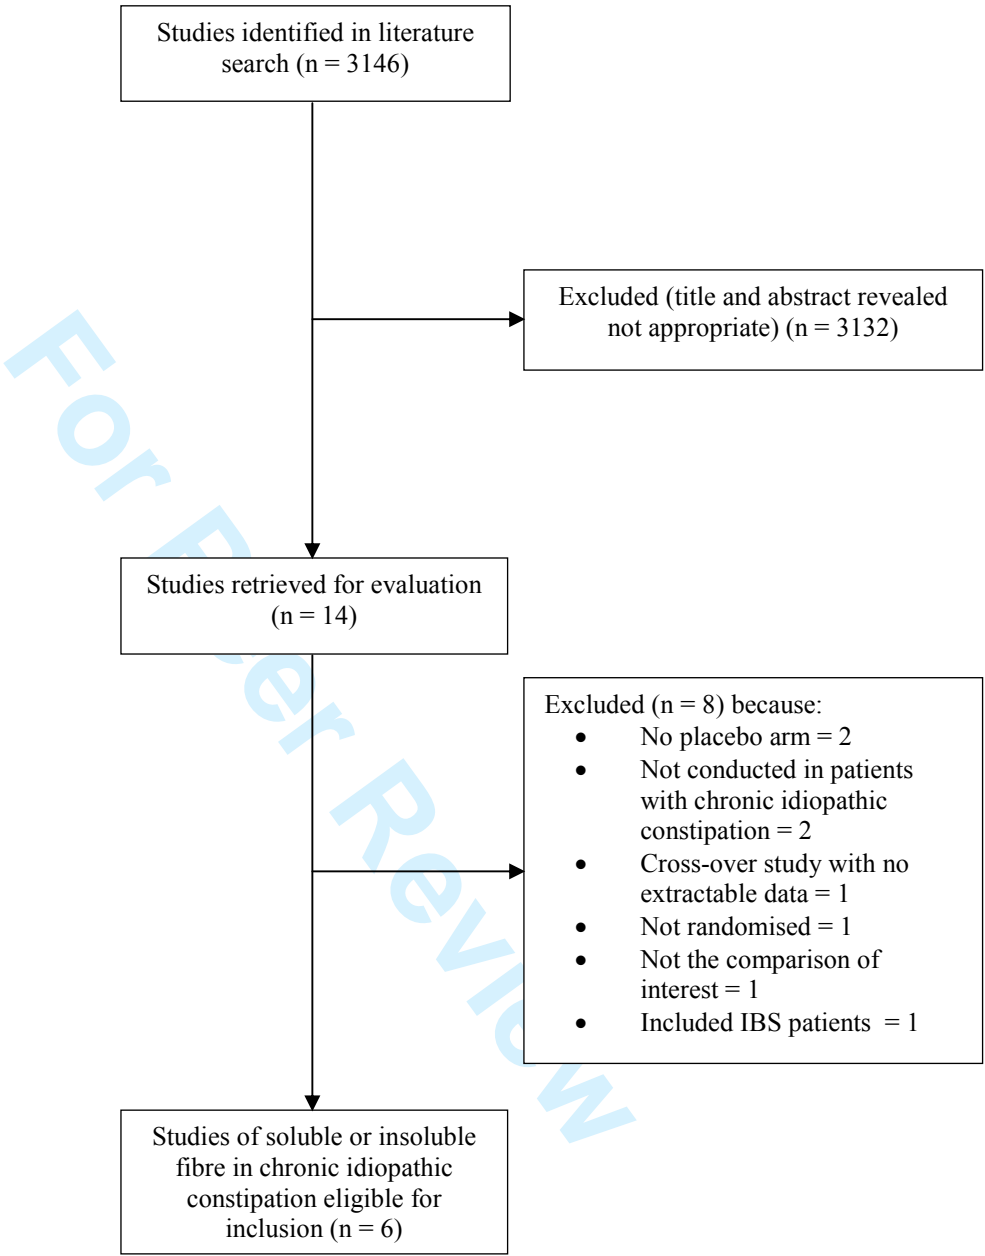 Studies identified in literature
search (n = 3146)
Excluded (title and abstract revealed
not appropriate) (n = 3132)
Studies retrieved for evaluation
(n = 14)
Excluded (n = 8) because:
• No placebo arm = 2
• Not conducted in patients
with chronic idiopathic
constipation = 2
• Cross-over study with no
extractable data = 1
• Not randomised = 1
• Not the comparison of
interest = 1
• Included IBS patients = 1
Studies of soluble or insoluble
fibre in chronic idiopathic
constipation eligible for
inclusion (n = 6)
For Peer Review